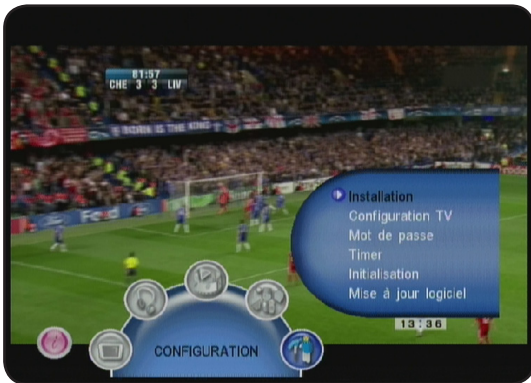 81:57
CHE 3 3 LIV
Ford
Installation
Configuration TV
Mot de passe
Timer
Initialisation
Mise à jour logiciel
13:36
i
CONFIGURATION